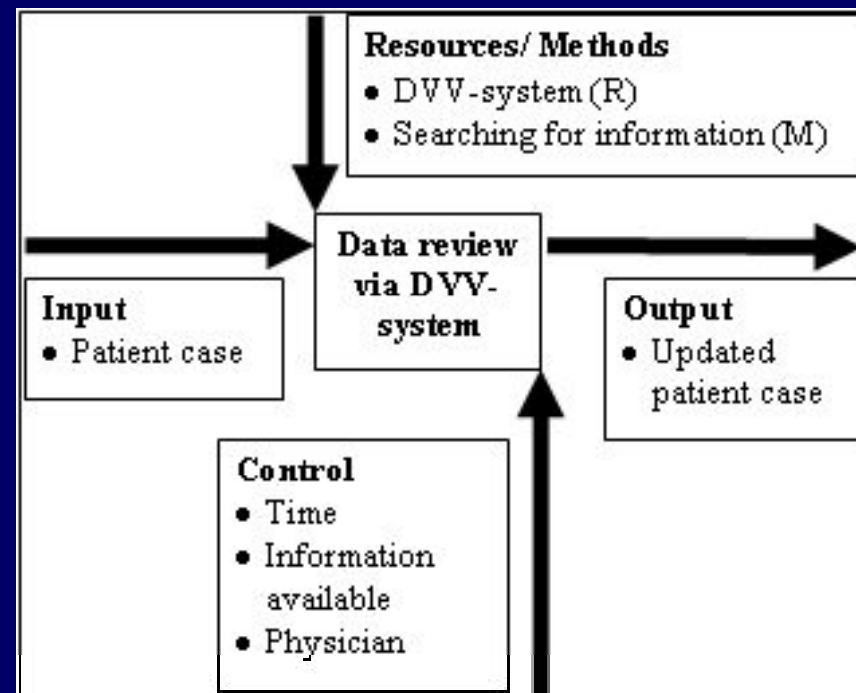 Resources/ Methods
● DVV-system (R)
● Searching for information (M)
Data review
via DVV-
system
Input
● Patient case
Output
● Updated
patient case
Control
● Time
● Information
available
● Physician